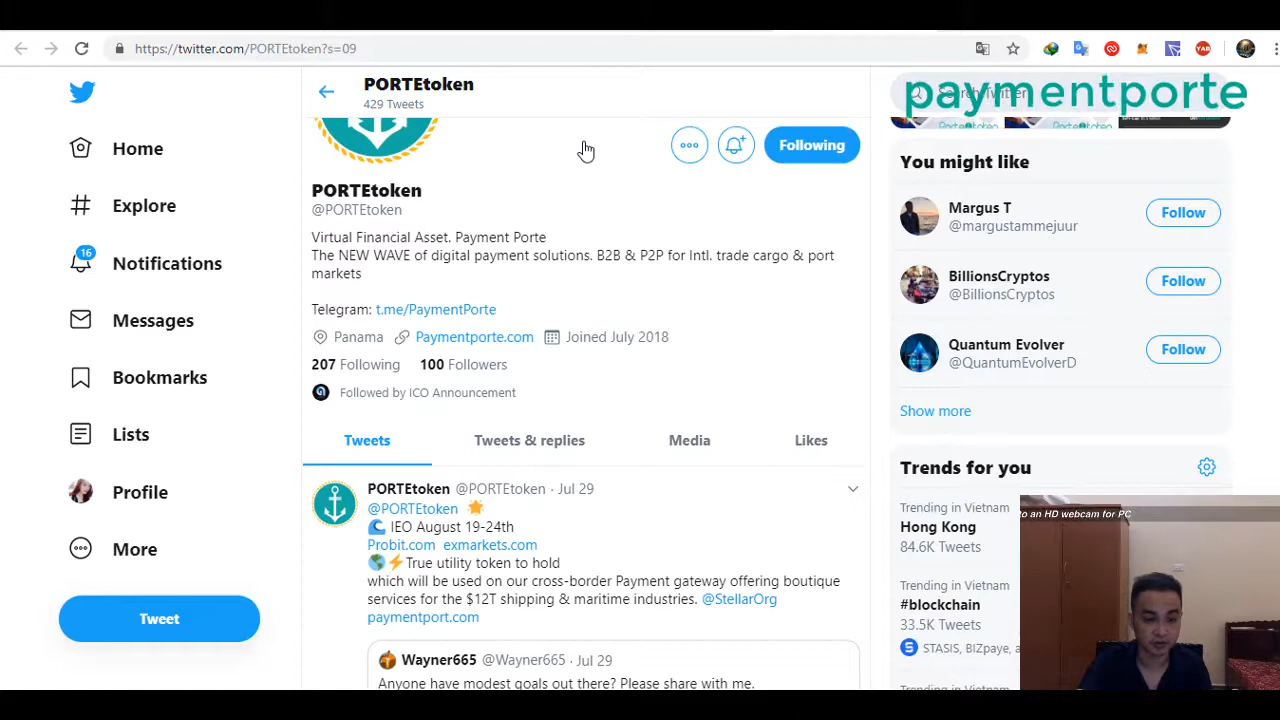 https://twitter.com/PORTEtoken?s=09
YAB
PORTEtoken
429 Tweets
paymentporte
Home
Explore
16
Notifications
Messages
Bookmarks
Lists
Profile
More
Tweet
Following
PORTEtoken
@PORTEtoken
Virtual Financial Asset. Payment Porte
The NEW WAVE of digital payment solutions. B2B & P2P for Intl. trade cargo & port
markets
Telegram: t.me/PaymentPorte
Panama Paymentporte.com Joined July 2018
207 Following 100 Followers
Followed by ICO Announcement
Tweets Tweets & replies Media Likes
PORTEtoken @PORTEtoken · Jul 29
@PORTEtoken
IEO August 19-24th
Probit.com exmarkets.com
True utility token to hold
which will be used on our cross-border Payment gateway offering boutique
services for the $12T shipping & maritime industries. @StellarOrg
paymentport.com
Wayner665 @Wayner665 · Jul 29
Anyone have modest goals out there? Please share with me.
You might like
Margus T
@margustammejuur
Follow
BillionsCryptos
@BillionsCryptos
Follow
Quantum Evolver
@QuantumEvolverD
Follow
Show more
Trends for you
Trending in Vietnam
Hong Kong
84.6K Tweets
Trending in Vietnam
#blockchain
33.5K Tweets
STASIS, BIZpaye, a
Trending in Vietnam
to an HD webcam for PC